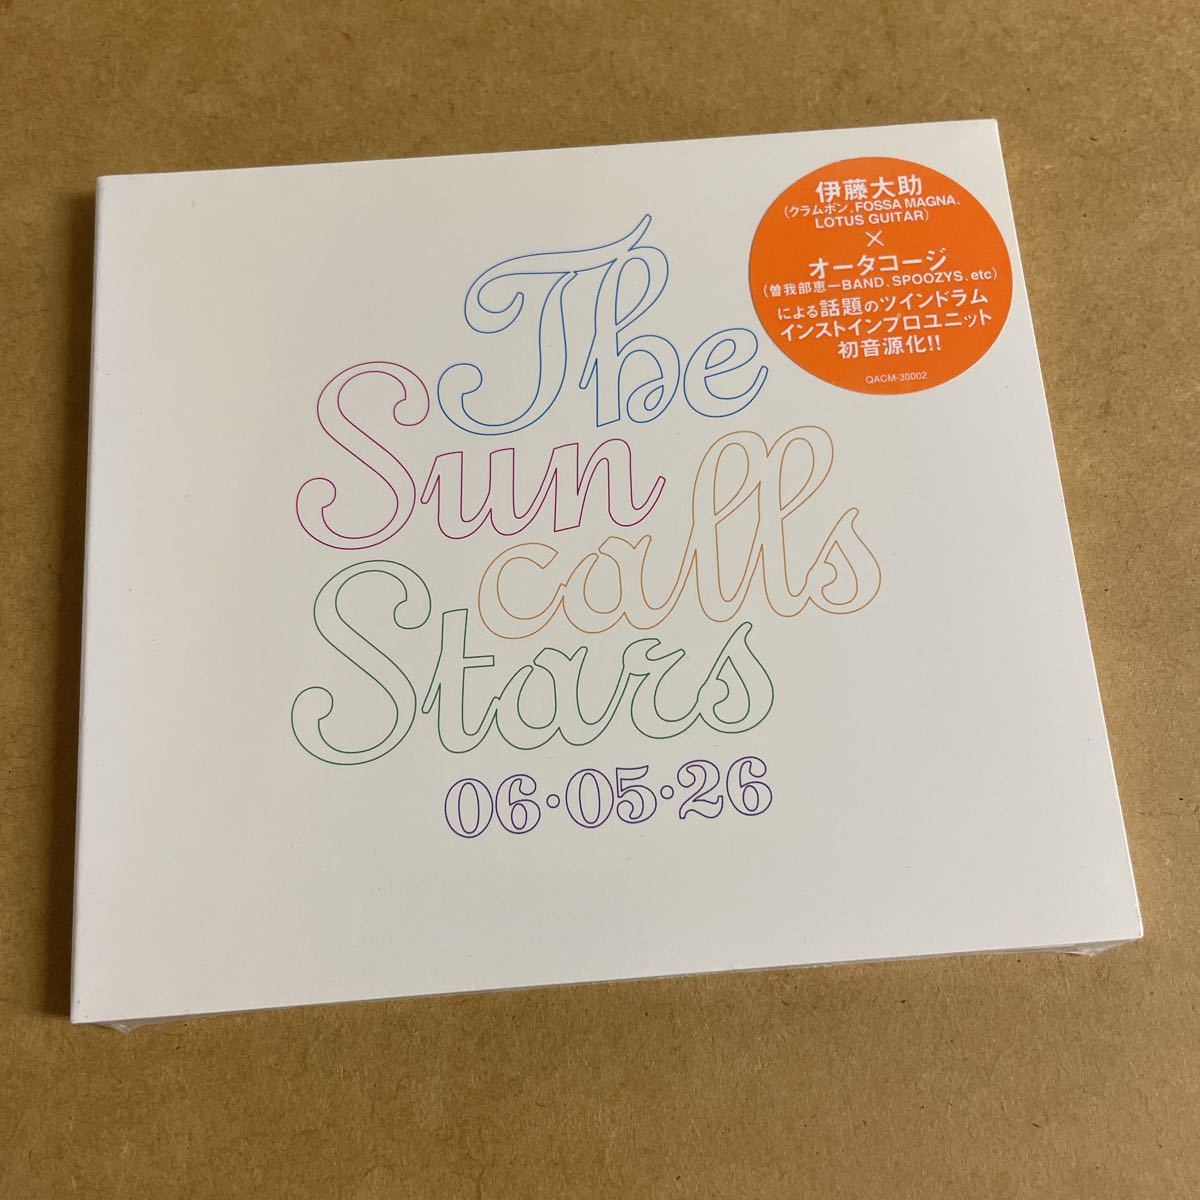 The
Sun
calls
Stars
06·05·26
伊藤大助
(クラムボン、FOSSA MAGNA、
LOTUS GUITAR)
×
オータコージ
(曽我部恵一BAND、SPOOZYS、etc)
による話題のツインドラム
インストインプロユニット
初音源化!!
QACM-30002